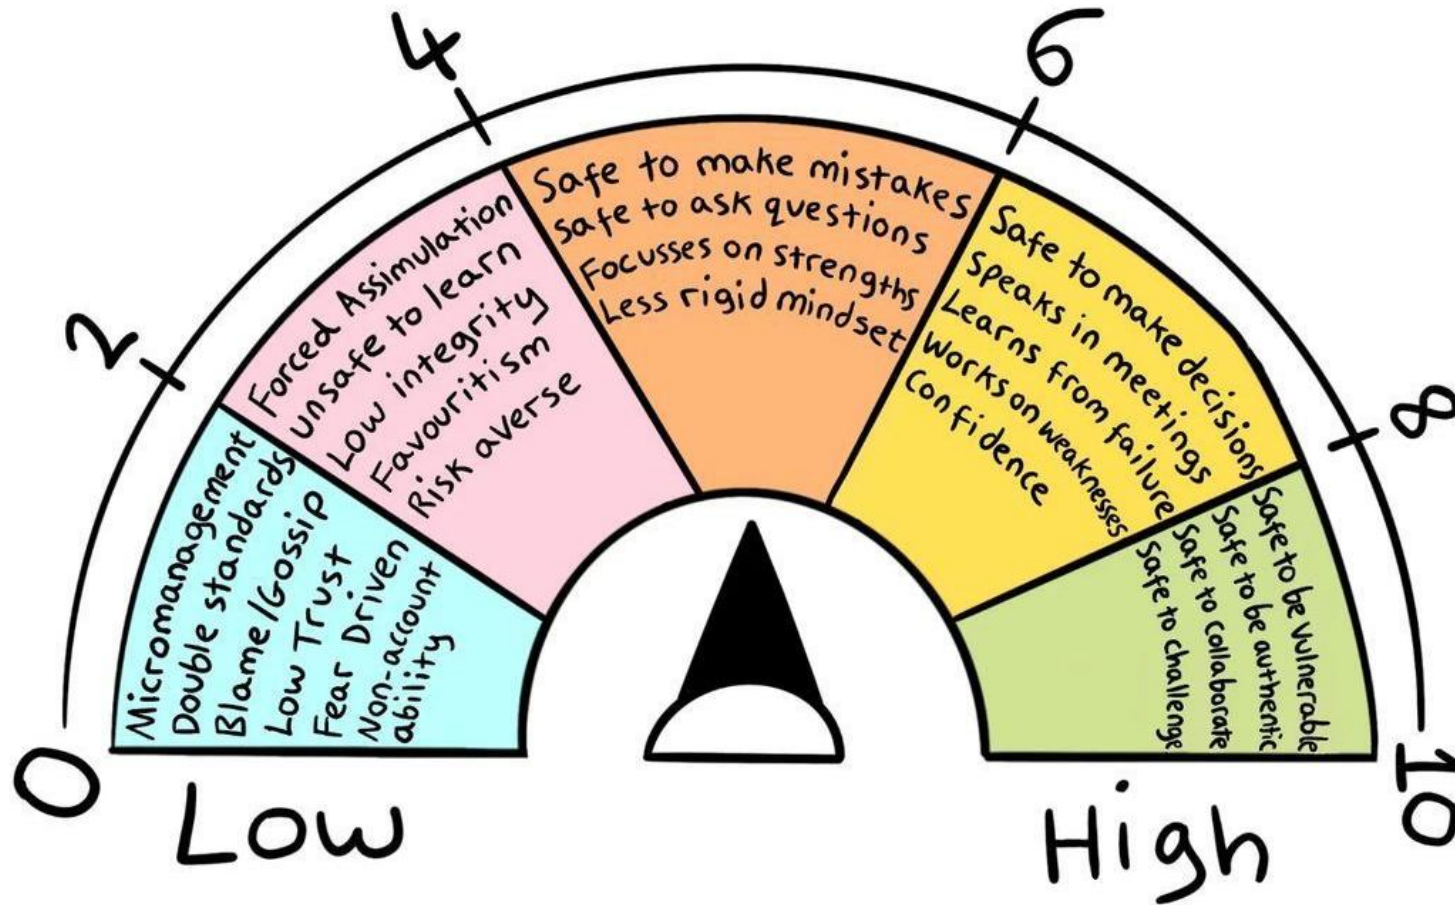 0
2
4
6
8
10
Micromanagement
Double standards
Blame/Gossip
Low Trust
Fear Driven
Non-account
ability
Forced Assimulation
Unsafe to learn
Low integrity
Favouritism
Risk averse
Safe to make mistakes
Safe to ask questions
Focusses on strengths
Less rigid mindset
Safe to make decisions
Speaks in meetings
Learns from failure
Works on weaknesses
Confidence
Safe to be vulnerable
Safe to be authentic
Safe to collaborate
Safe to challenge
Low
High